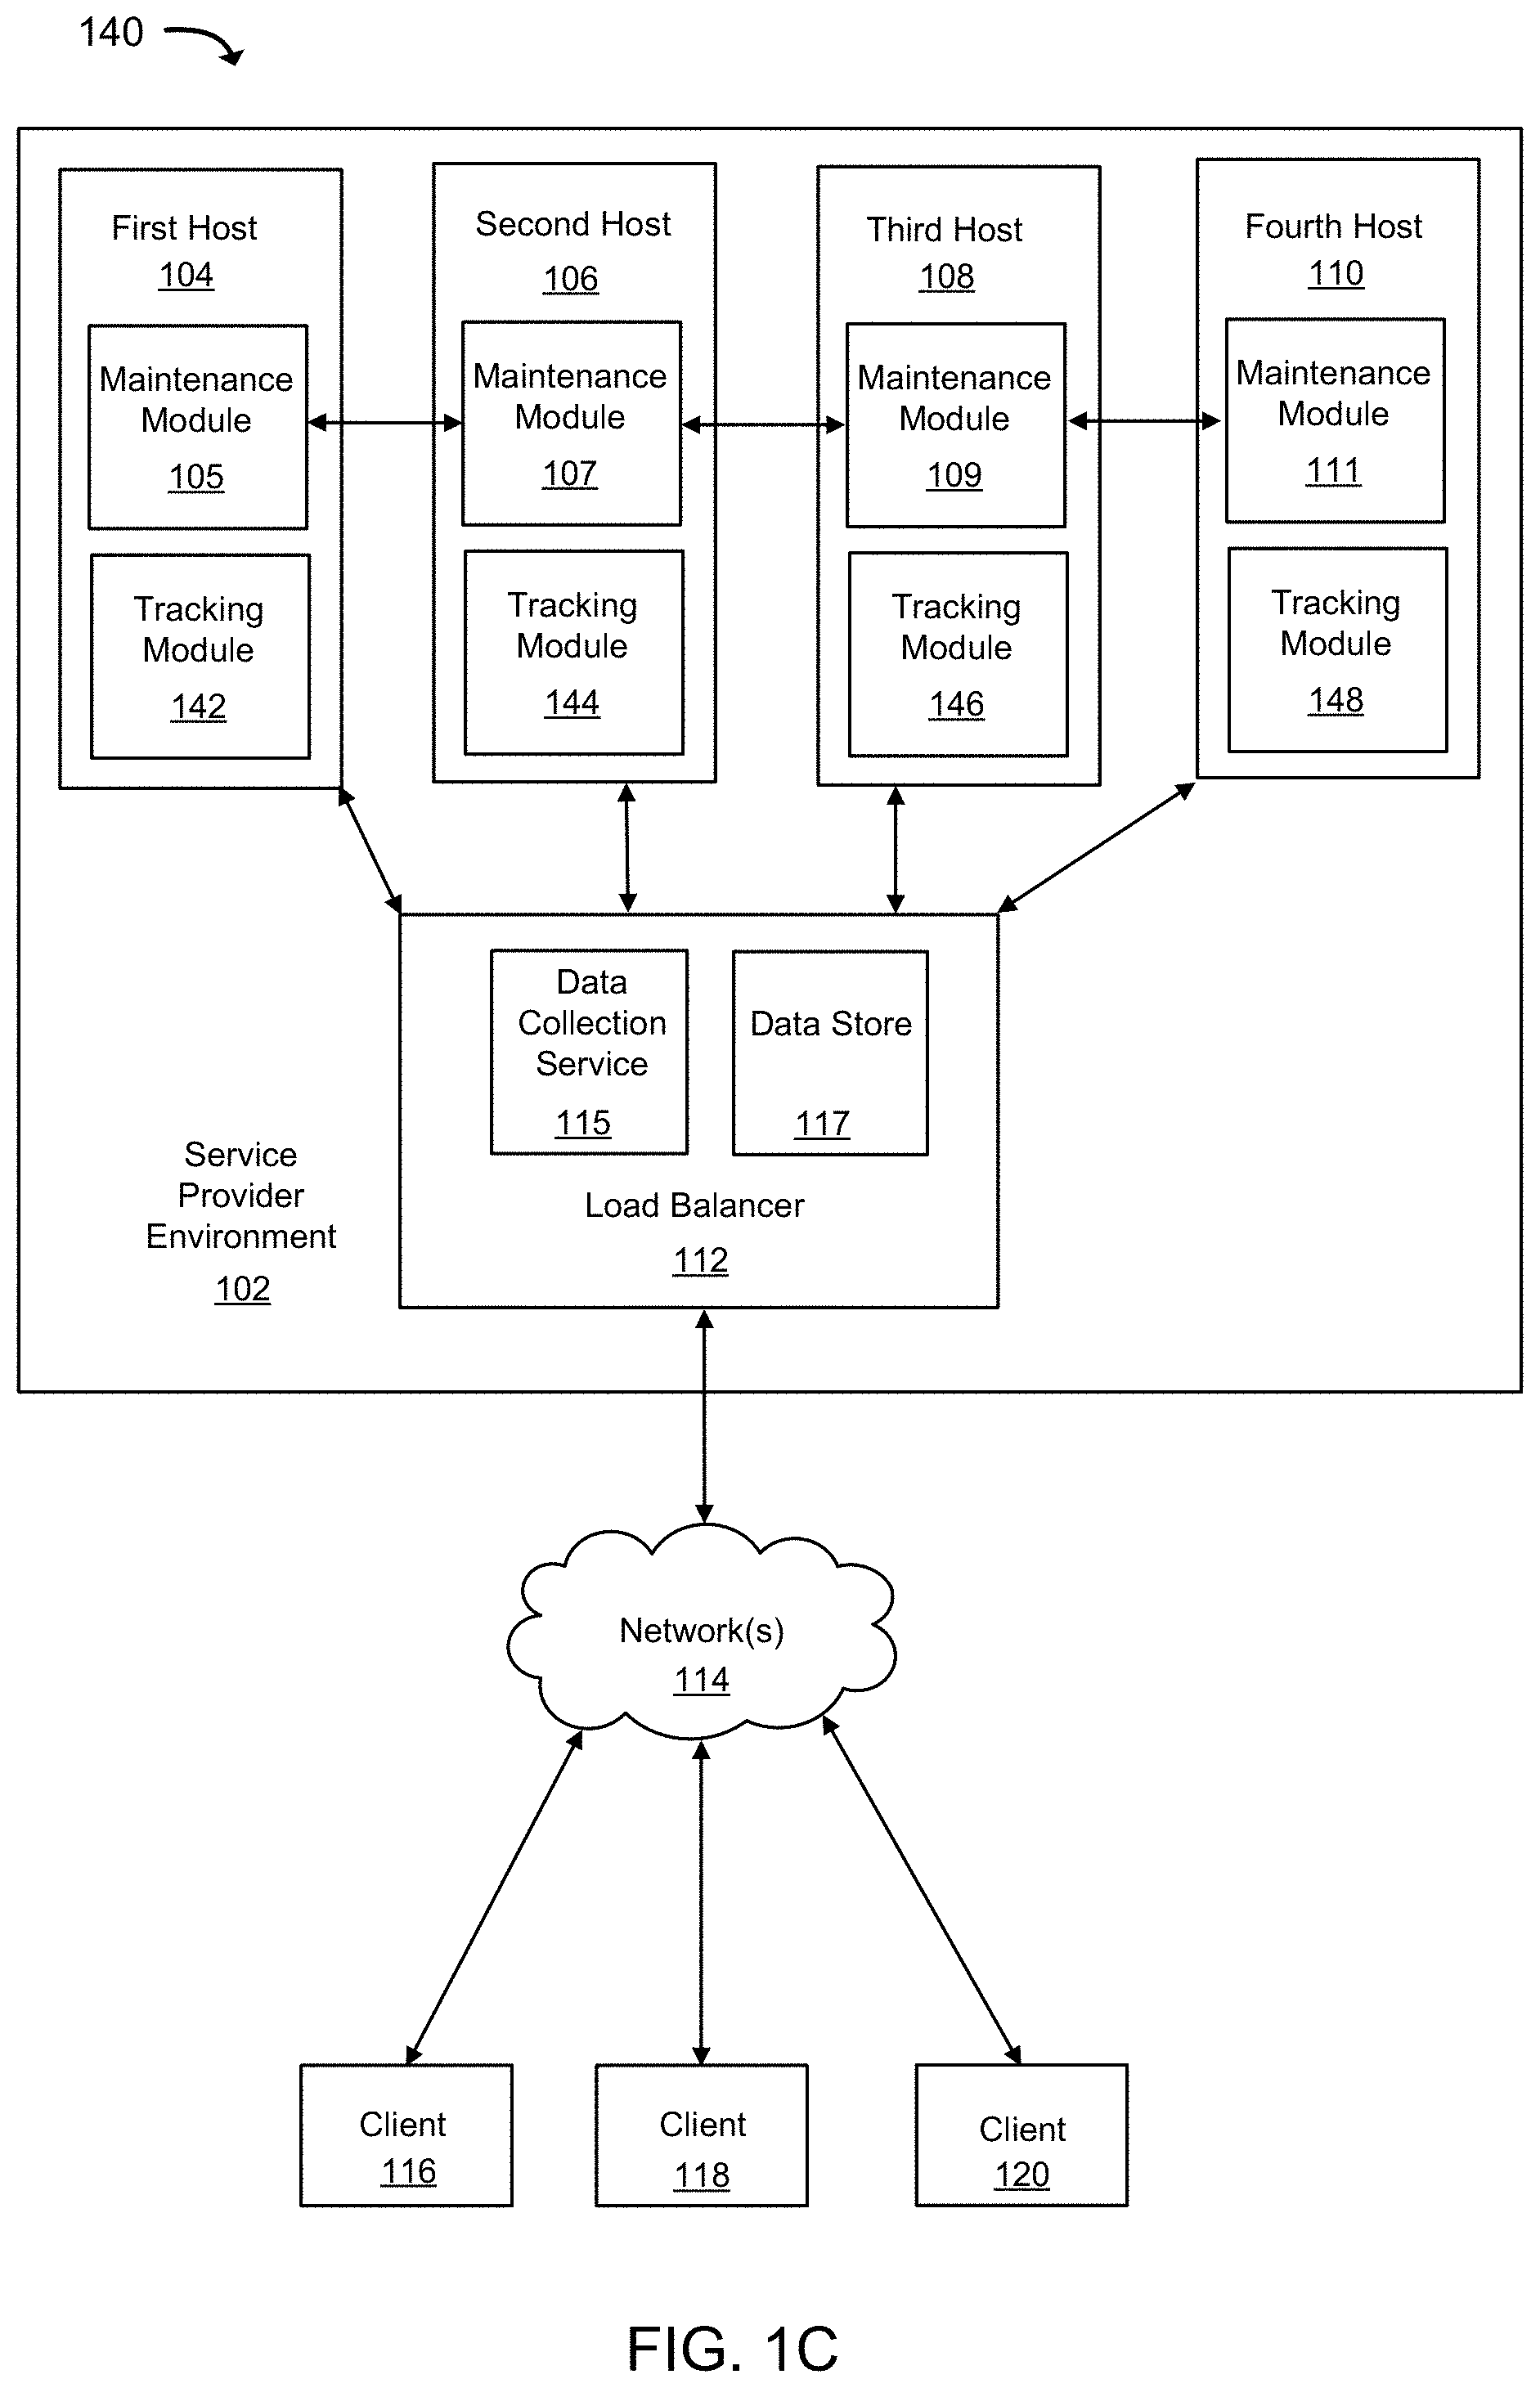 140
First Host
104
Maintenance
Module
105
Tracking
Module
142
Second Host
106
Maintenance
Module
107
Tracking
Module
144
Third Host
108
Maintenance
Module
109
Tracking
Module
146
Fourth Host
110
Maintenance
Module
111
Tracking
Module
148
Data
Collection
Service
115
Data Store
117
Load Balancer
112
Service
Provider
Environment
102
Network(s)
114
Client
116
Client
118
Client
120
FIG. 1C